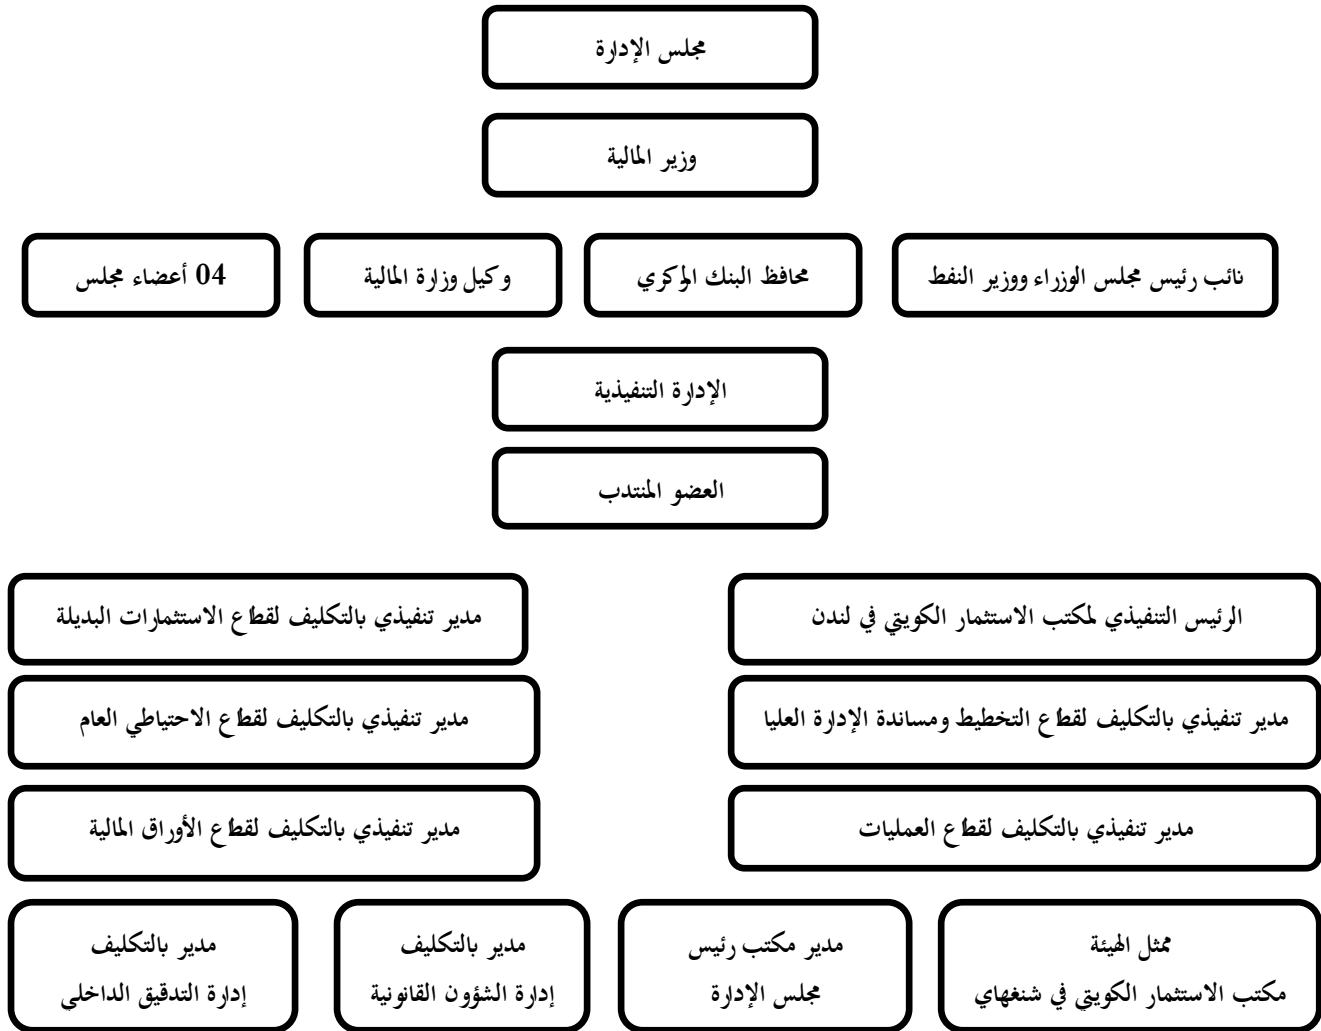 مجلس الإدارة
وزير المالية
نائب رئيس مجلس الوزراء ووزير النفط
محافظ البنك المركزي
وكيل وزارة المالية
04 أعضاء مجلس
الإدارة التنفيذية
العضو المنتدب
الرئيس التنفيذي لمكتب الاستثمار الكويتي في لندن
مدير تنفيذي بالتكليف لقطاع الاستثمارات البديلة
مدير تنفيذي بالتكليف لقطاع التخطيط ومساندة الإدارة العليا
مدير تنفيذي بالتكليف لقطاع الاحتياطي العام
مدير تنفيذي بالتكليف لقطاع العمليات
مدير تنفيذي بالتكليف لقطاع الأوراق المالية
ممثل الهيئة
مكتب الاستثمار الكويتي في شنغهاي
مدير مكتب رئيس
مجلس الإدارة
مدير بالتكليف
إدارة الشؤون القانونية
مدير بالتكليف
إدارة التدقيق الداخلي